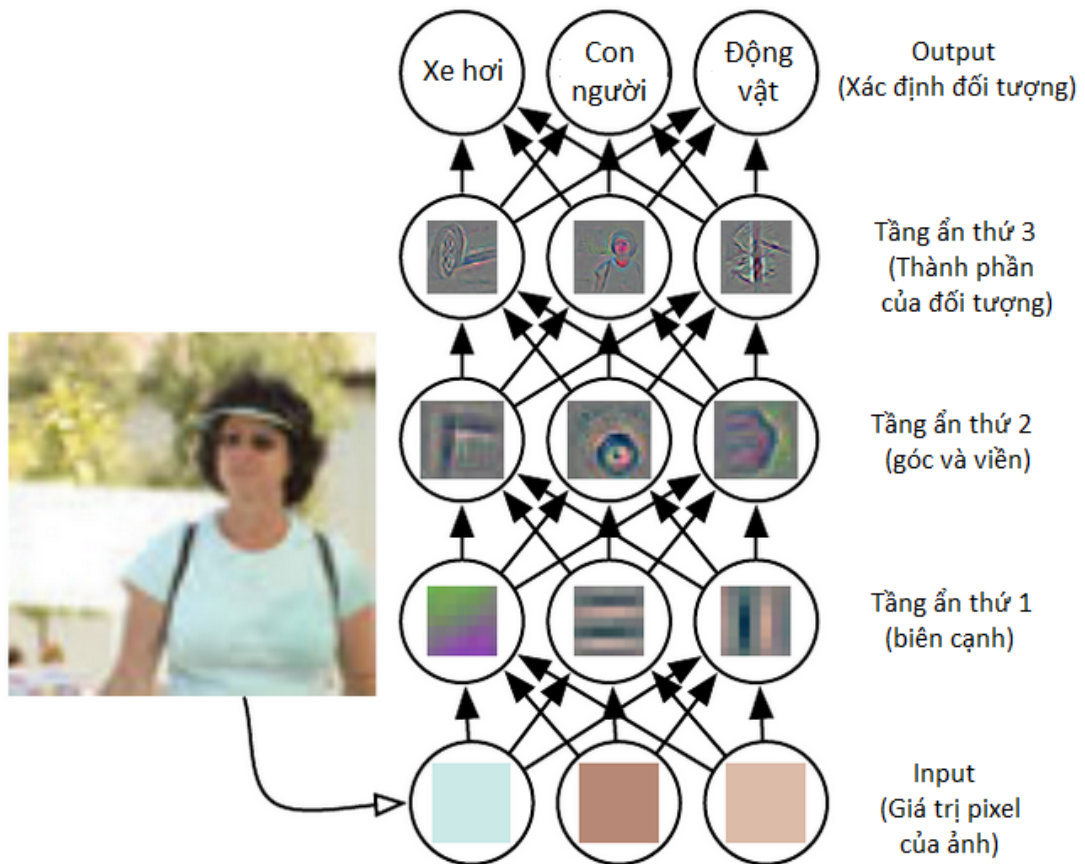 Xe hơi
Con
người
Động
vật
Output
(Xác định đối tượng)
Tầng ẩn thứ 3
(Thành phần
của đối tượng)
Tầng ẩn thứ 2
(góc và viền)
Tầng ẩn thứ 1
(biên cạnh)
Input
(Giá trị pixel
của ảnh)